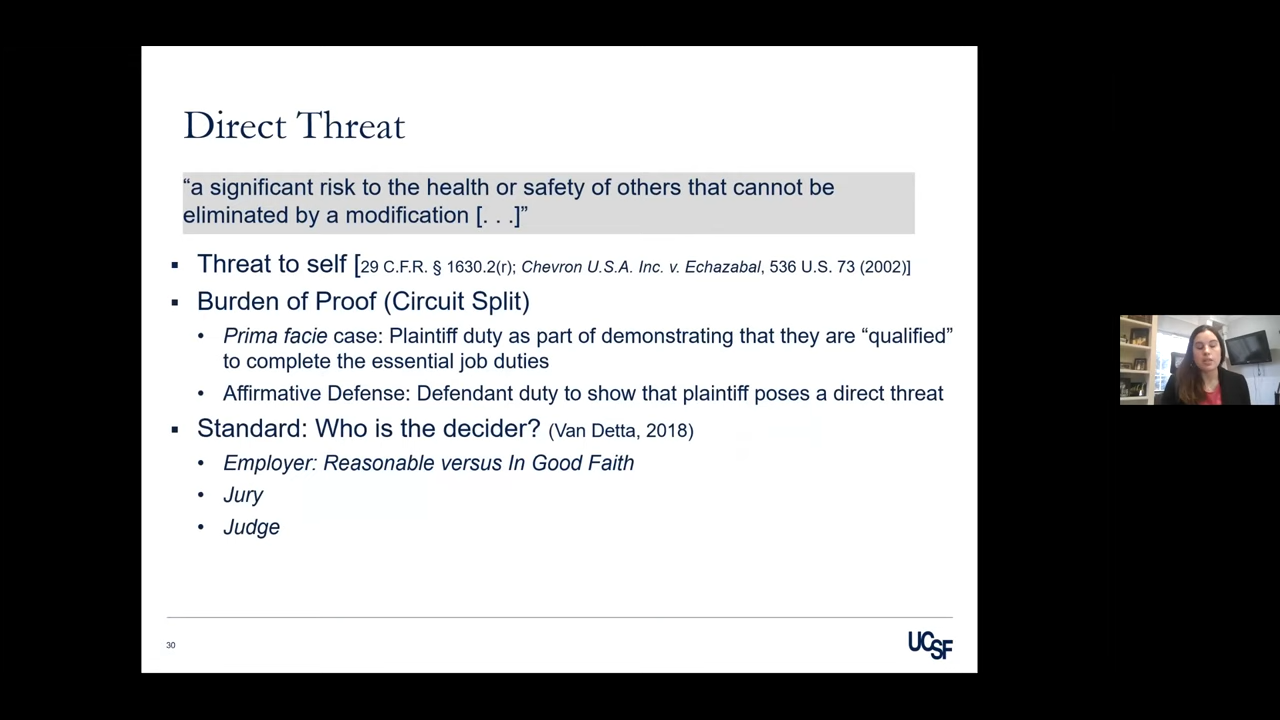 Direct Threat
“a significant risk to the health or safety of others that cannot be
eliminated by a modification [. . .]”
▪ Threat to self [29 C.F.R. § 1630.2(r); Chevron U.S.A. Inc. v. Echazabal, 536 U.S. 73 (2002)]
▪ Burden of Proof (Circuit Split)
• Prima facie case: Plaintiff duty as part of demonstrating that they are “qualified”
to complete the essential job duties
• Affirmative Defense: Defendant duty to show that plaintiff poses a direct threat
▪ Standard: Who is the decider? (Van Detta, 2018)
• Employer: Reasonable versus In Good Faith
• Jury
• Judge
30
UCSF